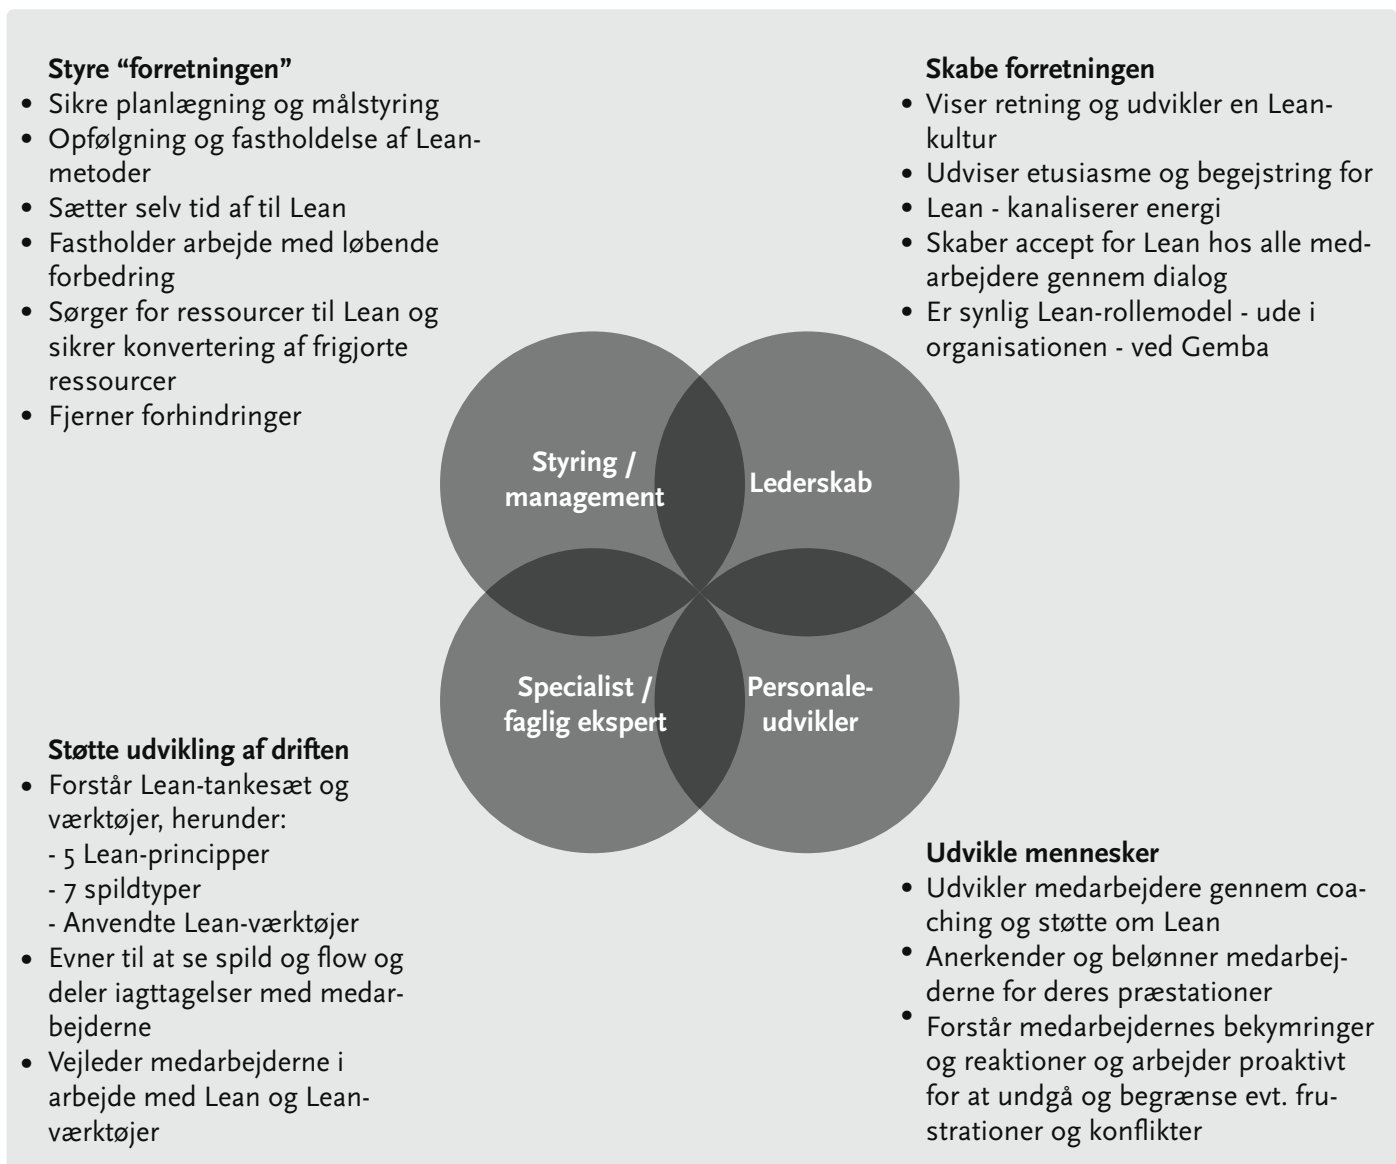 Styre “forretningen”
• Sikre planlægning og målstyring
• Opfølgning og fastholdelse af Lean-
metoder
• Sætter selv tid af til Lean
• Fastholder arbejde med løbende
forbedring
• Sørger for ressourcer til Lean og
sikrer konvertering af frigjorte
ressourcer
• Fjerner forhindringer
Skabe forretningen
• Viser retning og udvikler en Lean-
kultur
• Udviser etusiasme og begejstring for
• Lean - kanaliserer energi
• Skaber accept for Lean hos alle med-
arbejdere gennem dialog
• Er synlig Lean-rollemodel - ude i
organisationen - ved Gemba
Styring /
management
Lederskab
Specialist /
faglig ekspert
Personale-
udvikler
Støtte udvikling af driften
• Forstår Lean-tankesæt og
værktøjer, herunder:
- 5 Lean-principper
- 7 spildtyper
- Anvendte Lean-værktøjer
• Evner til at se spild og flow og
deler iagttagelser med medar-
bejderne
• Vejleder medarbejderne i
arbejde med Lean og Lean-
værktøjer
Udvikle mennesker
• Udvikler medarbejdere gennem coa-
ching og støtte om Lean
• Anerkender og belønner medarbej-
derne for deres præstationer
• Forstår medarbejdernes bekymringer
og reaktioner og arbejder proaktivt
for at undgå og begrænse evt. fru-
strationer og konflikter